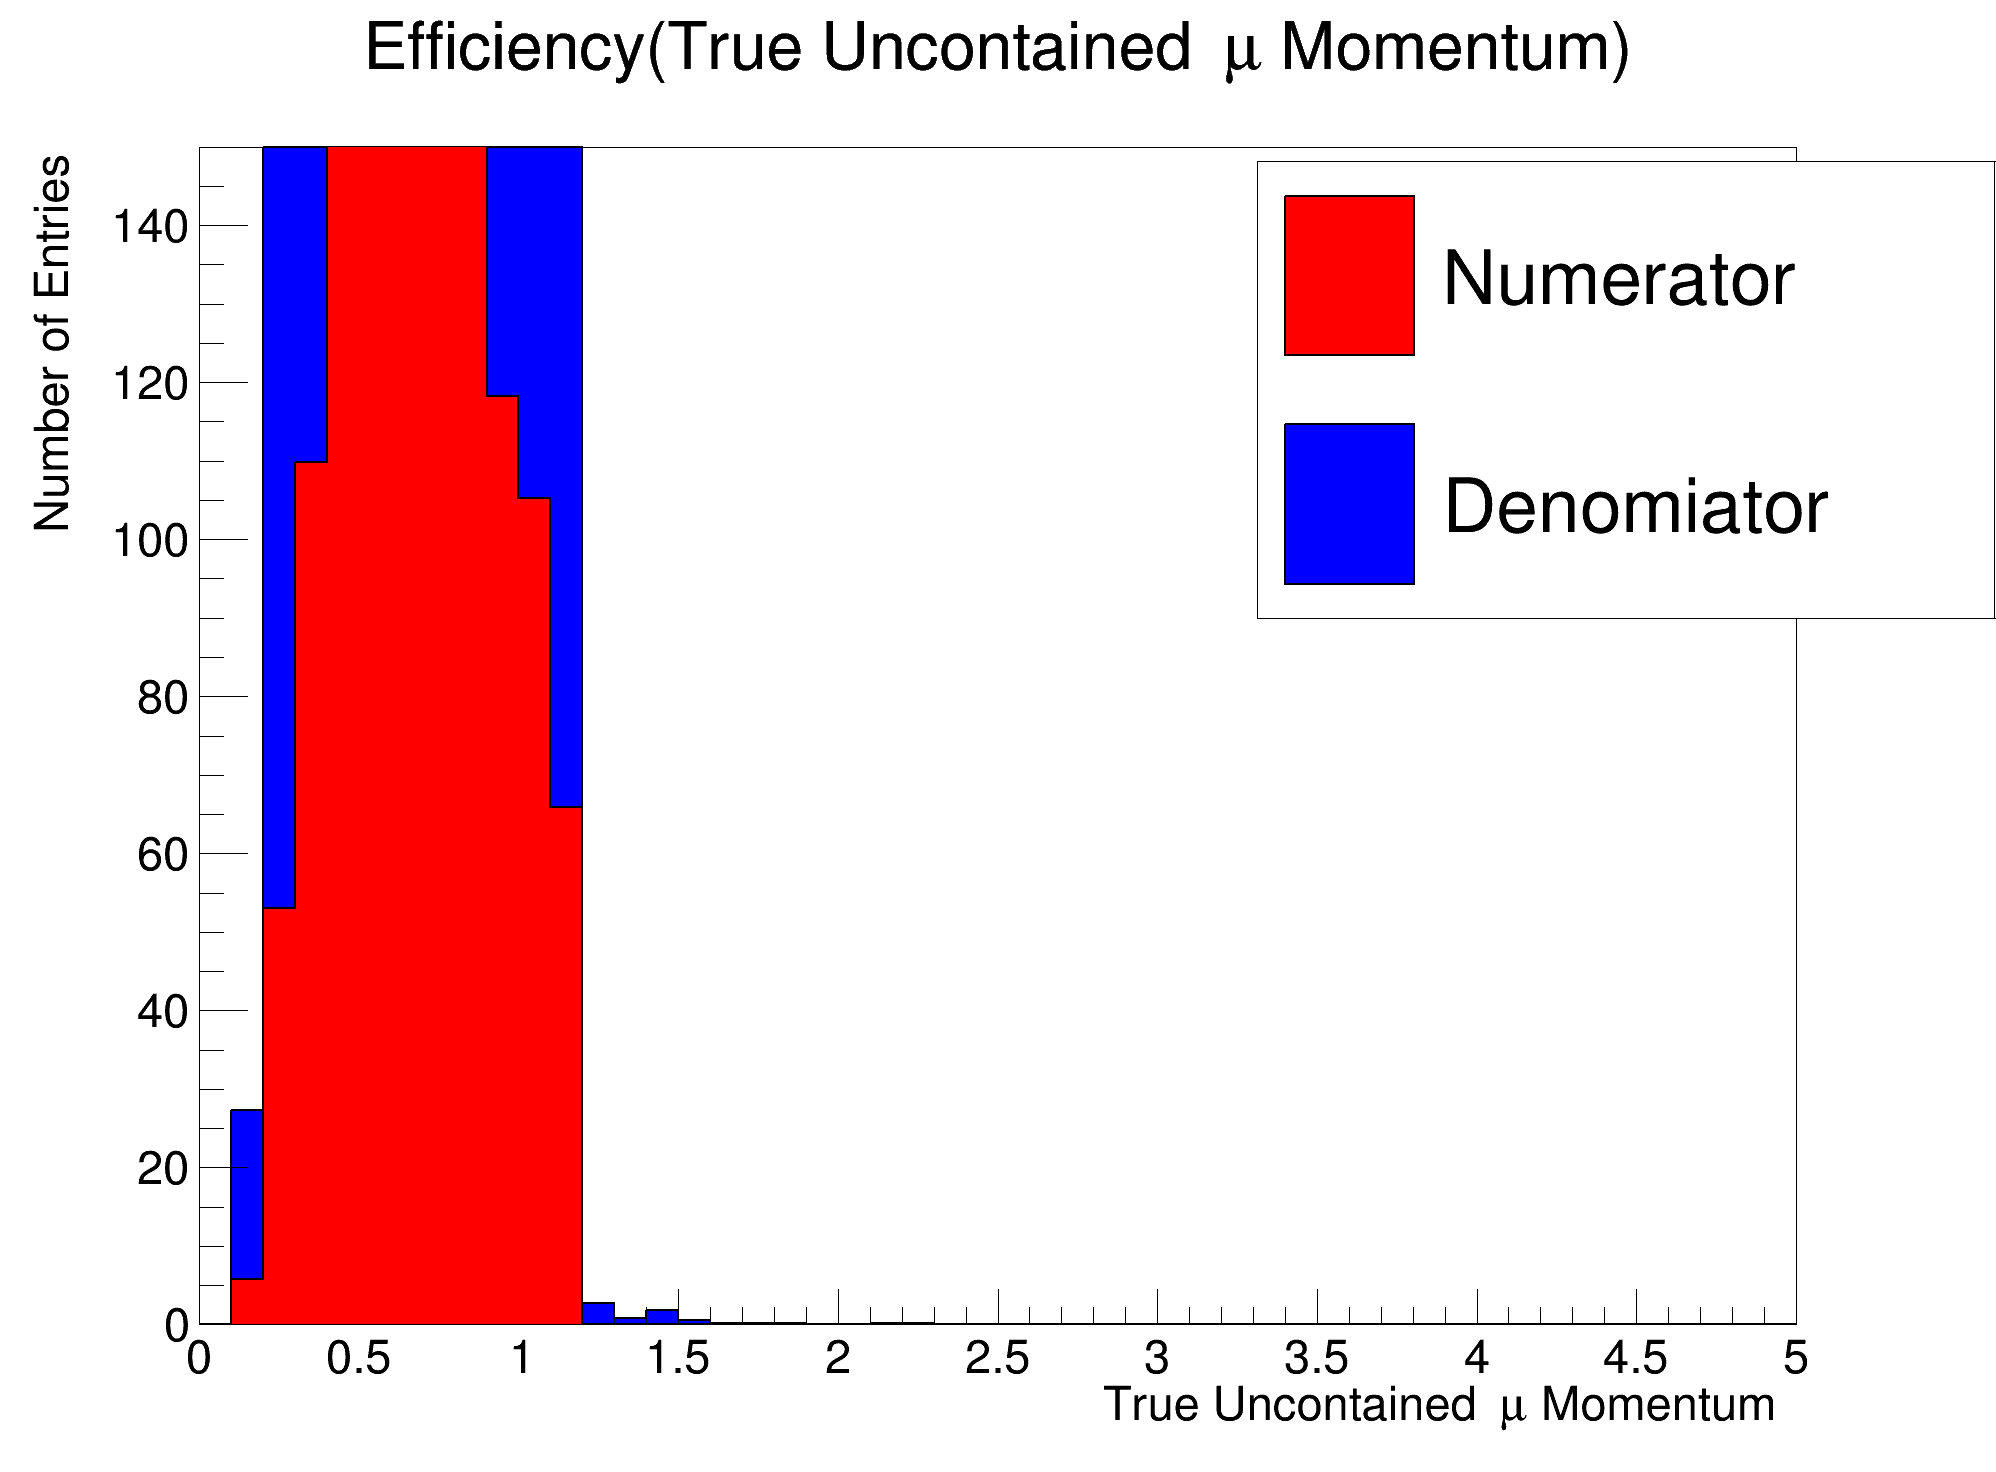 Efficiency(True Uncontained μ Momentum)
Number of Entries
140
120
100
80
60
40
20
0
0 0.5 1 1.5 2 2.5 3 3.5 4 4.5 5
True Uncontained μ Momentum
Numerator
Denomiator